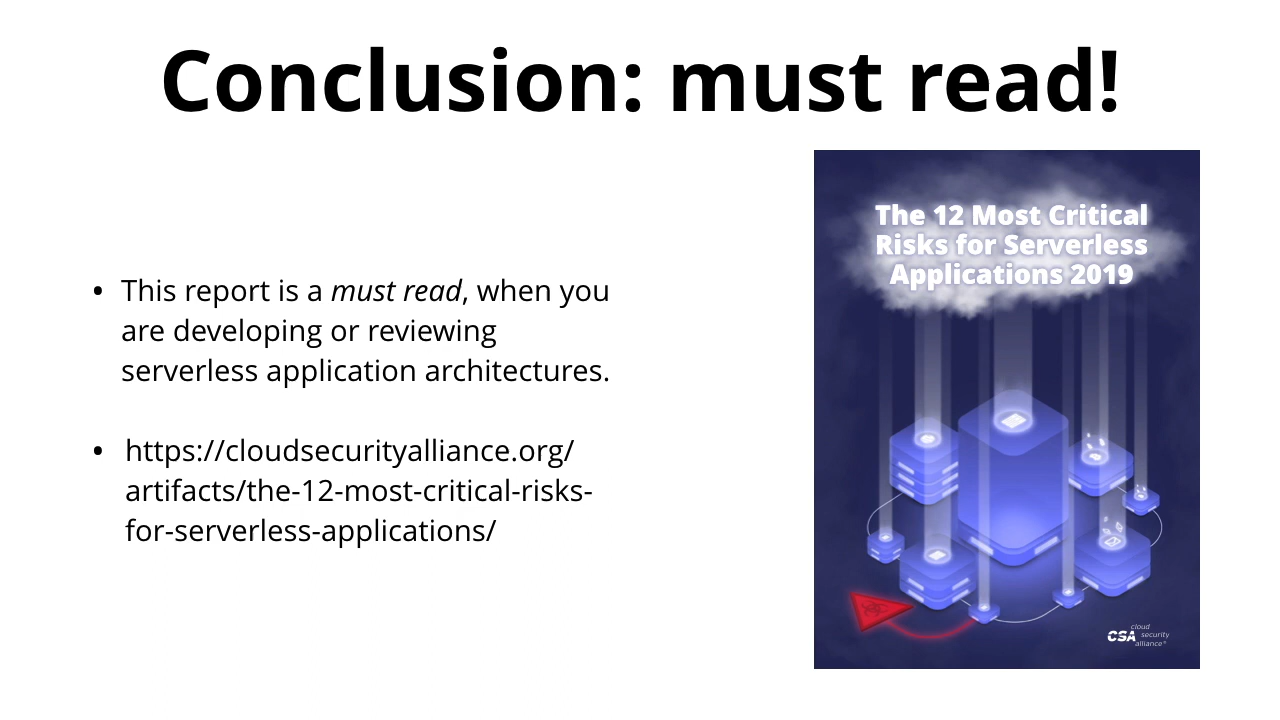 Conclusion: must read!
• This report is a must read, when you
are developing or reviewing
serverless application architectures.
• https://cloudsecurityalliance.org/
artifacts/the-12-most-critical-risks-
for-serverless-applications/
The 12 Most Critical
Risks for Serverless
Applications 2019
CSA cloud
security
alliance®